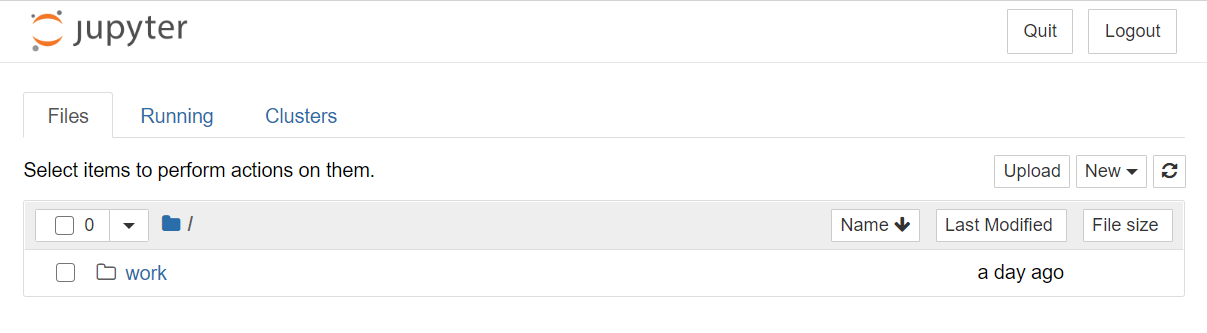 jupyter
Quit Logout
Files Running Clusters
Select items to perform actions on them.
Upload New
0 / Name Last Modified File size
work a day ago